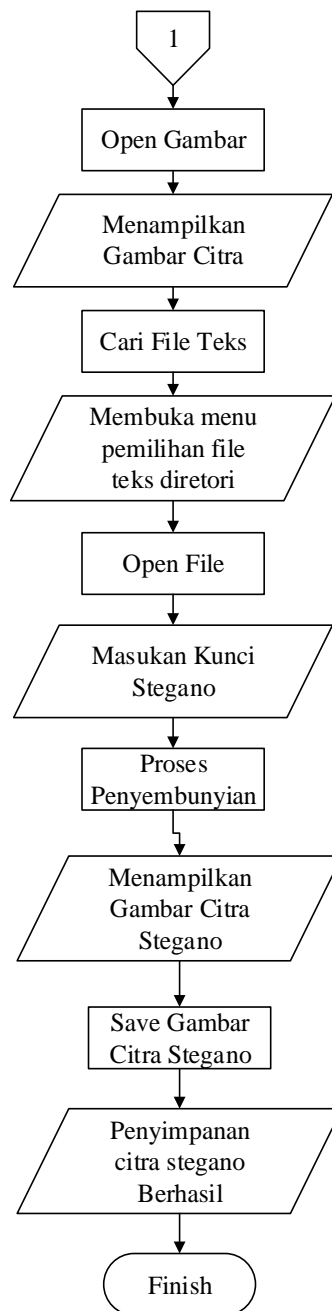 1
Open Gambar
Menampilkan
Gambar Citra
Cari File Teks
Membuka menu
pemilihan file
teks diretori
Open File
Masukan Kunci
Stegano
Proses
Penyembunyian
Menampilkan
Gambar Citra
Stegano
Save Gambar
Citra Stegano
Penyimpanan
citra stegano
Berhasil
Finish